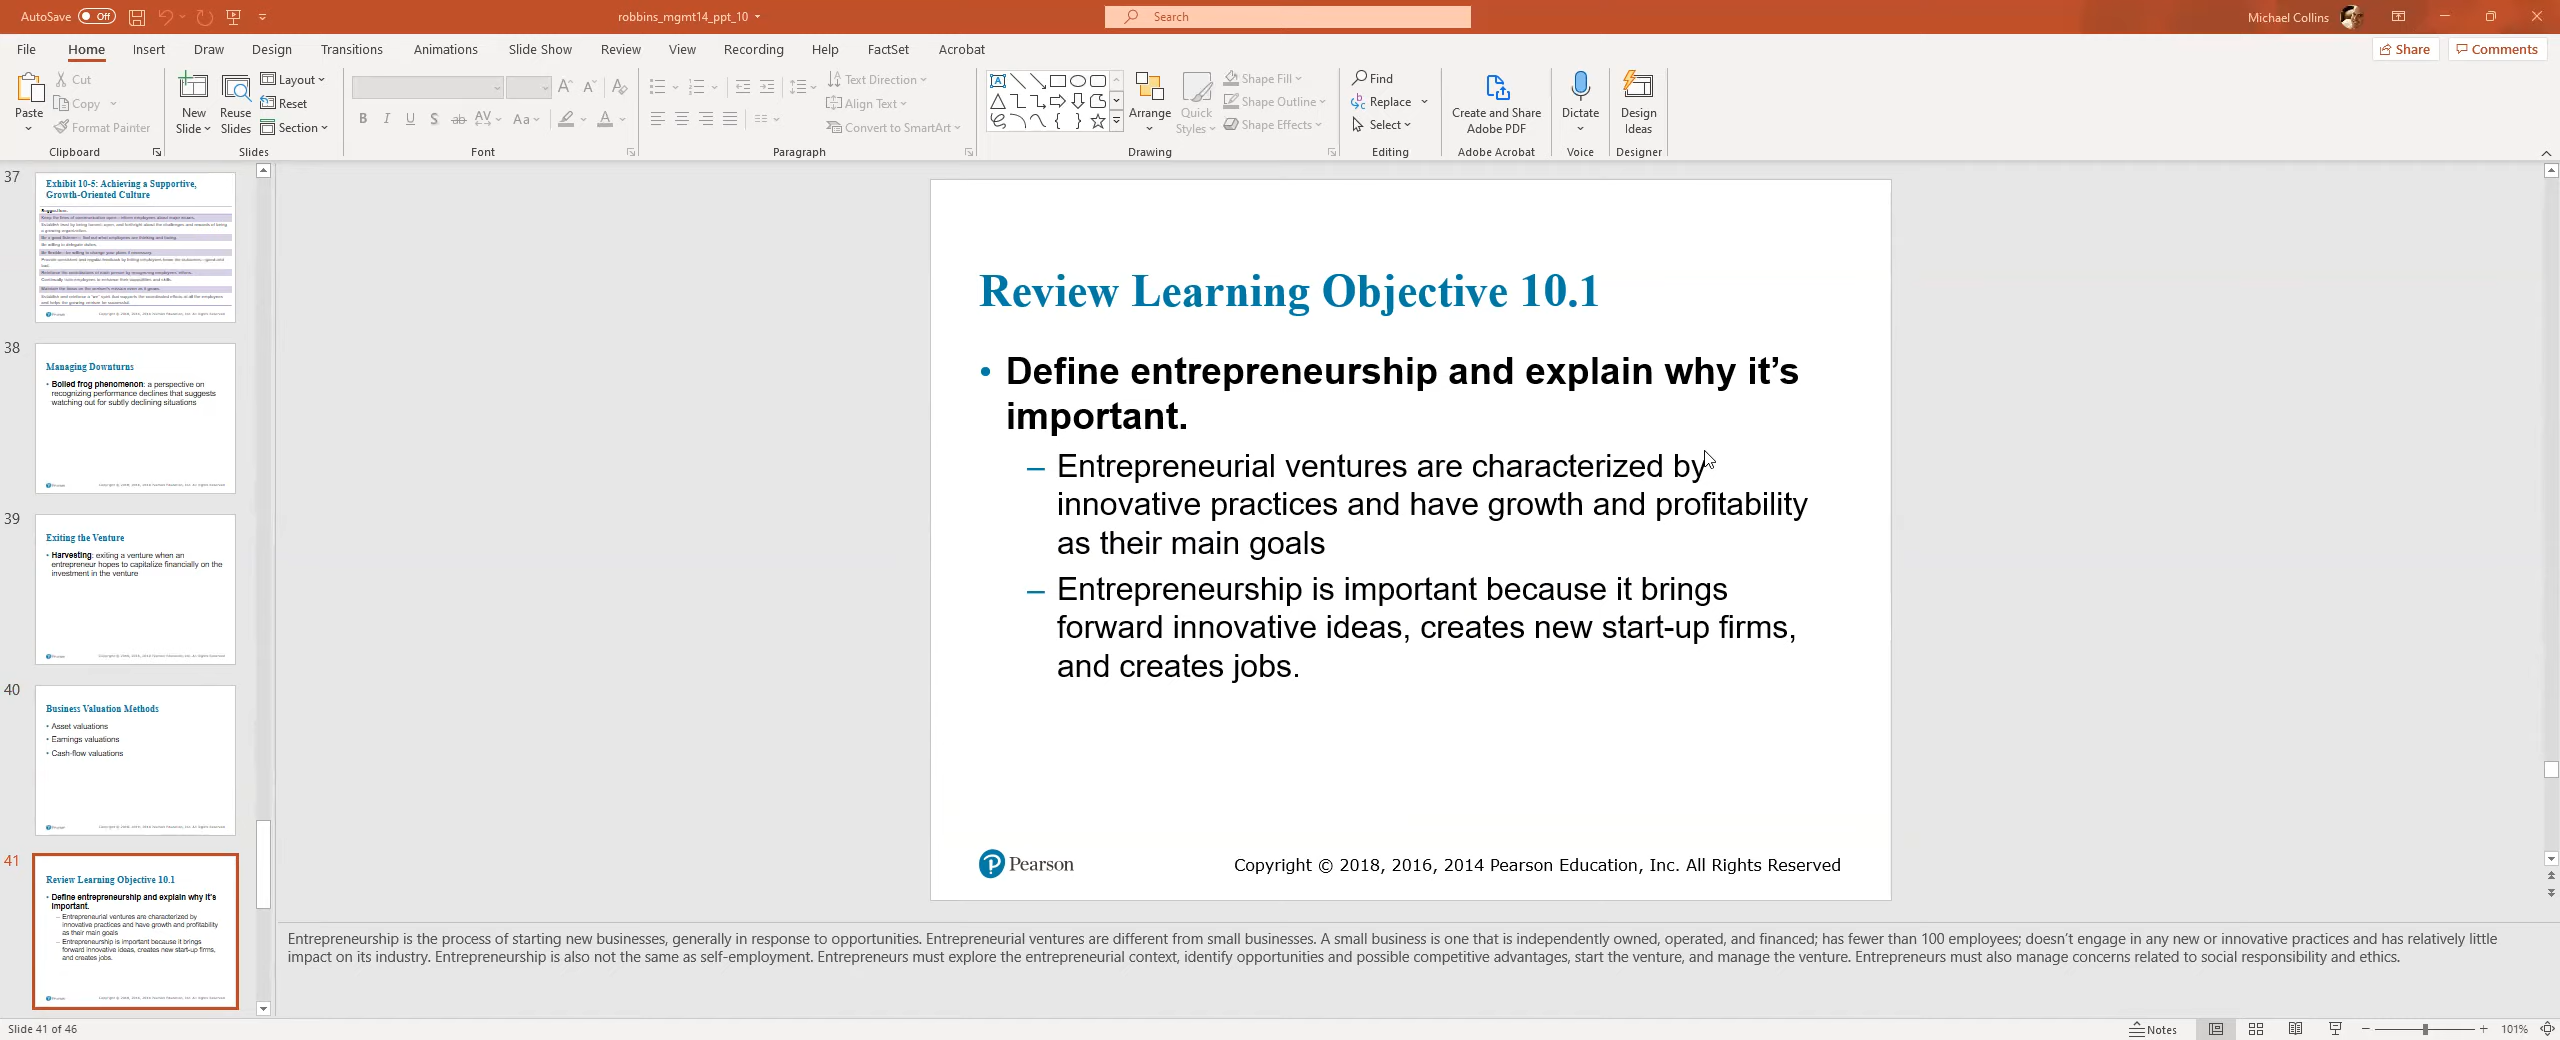 AutoSave Off robbins_mgmt14_ppt_10 Search Michael Collins
File Home Insert Draw Design Transitions Animations Slide Show Review View Recording Help FactSet Acrobat Share Comments
Paste Cut Copy Format Painter Clipboard
New Slide Reuse Slides Layout Reset Section Slides
B I U S ab AV Aa A Font
Text Direction Align Text Convert to SmartArt Paragraph
Arrange Quick Styles Shape Fill Shape Outline Shape Effects Drawing
Find Replace Select Editing
Create and Share Adobe PDF Adobe Acrobat
Dictate Voice
Design Ideas Designer
37
Exhibit 10-5: Achieving a Supportive,
Growth-Oriented Culture
38
Managing Downturns
• Boiled frog phenomenon: a perspective on
recognizing performance declines that suggests
watching out for subtly declining situations
39
Exiting the Venture
• Harvesting: exiting a venture when an
entrepreneur hopes to capitalize financially on the
investment in the venture
40
Business Valuation Methods
• Asset valuations
• Earnings valuations
• Cash-flow valuations
41
Review Learning Objective 10.1
• Define entrepreneurship and explain why it's
important.
– Entrepreneurial ventures are characterized by
innovative practices and have growth and profitability
as their main goals
– Entrepreneurship is important because it brings
forward innovative ideas, creates new start-up firms,
and creates jobs.
Review Learning Objective 10.1
• Define entrepreneurship and explain why it’s
important.
– Entrepreneurial ventures are characterized by
innovative practices and have growth and profitability
as their main goals
– Entrepreneurship is important because it brings
forward innovative ideas, creates new start-up firms,
and creates jobs.
Pearson Copyright © 2018, 2016, 2014 Pearson Education, Inc. All Rights Reserved
Entrepreneurship is the process of starting new businesses, generally in response to opportunities. Entrepreneurial ventures are different from small businesses. A small business is one that is independently owned, operated, and financed; has fewer than 100 employees; doesn’t engage in any new or innovative practices and has relatively little
impact on its industry. Entrepreneurship is also not the same as self-employment. Entrepreneurs must explore the entrepreneurial context, identify opportunities and possible competitive advantages, start the venture, and manage the venture. Entrepreneurs must also manage concerns related to social responsibility and ethics.
Slide 41 of 46 Notes 101%